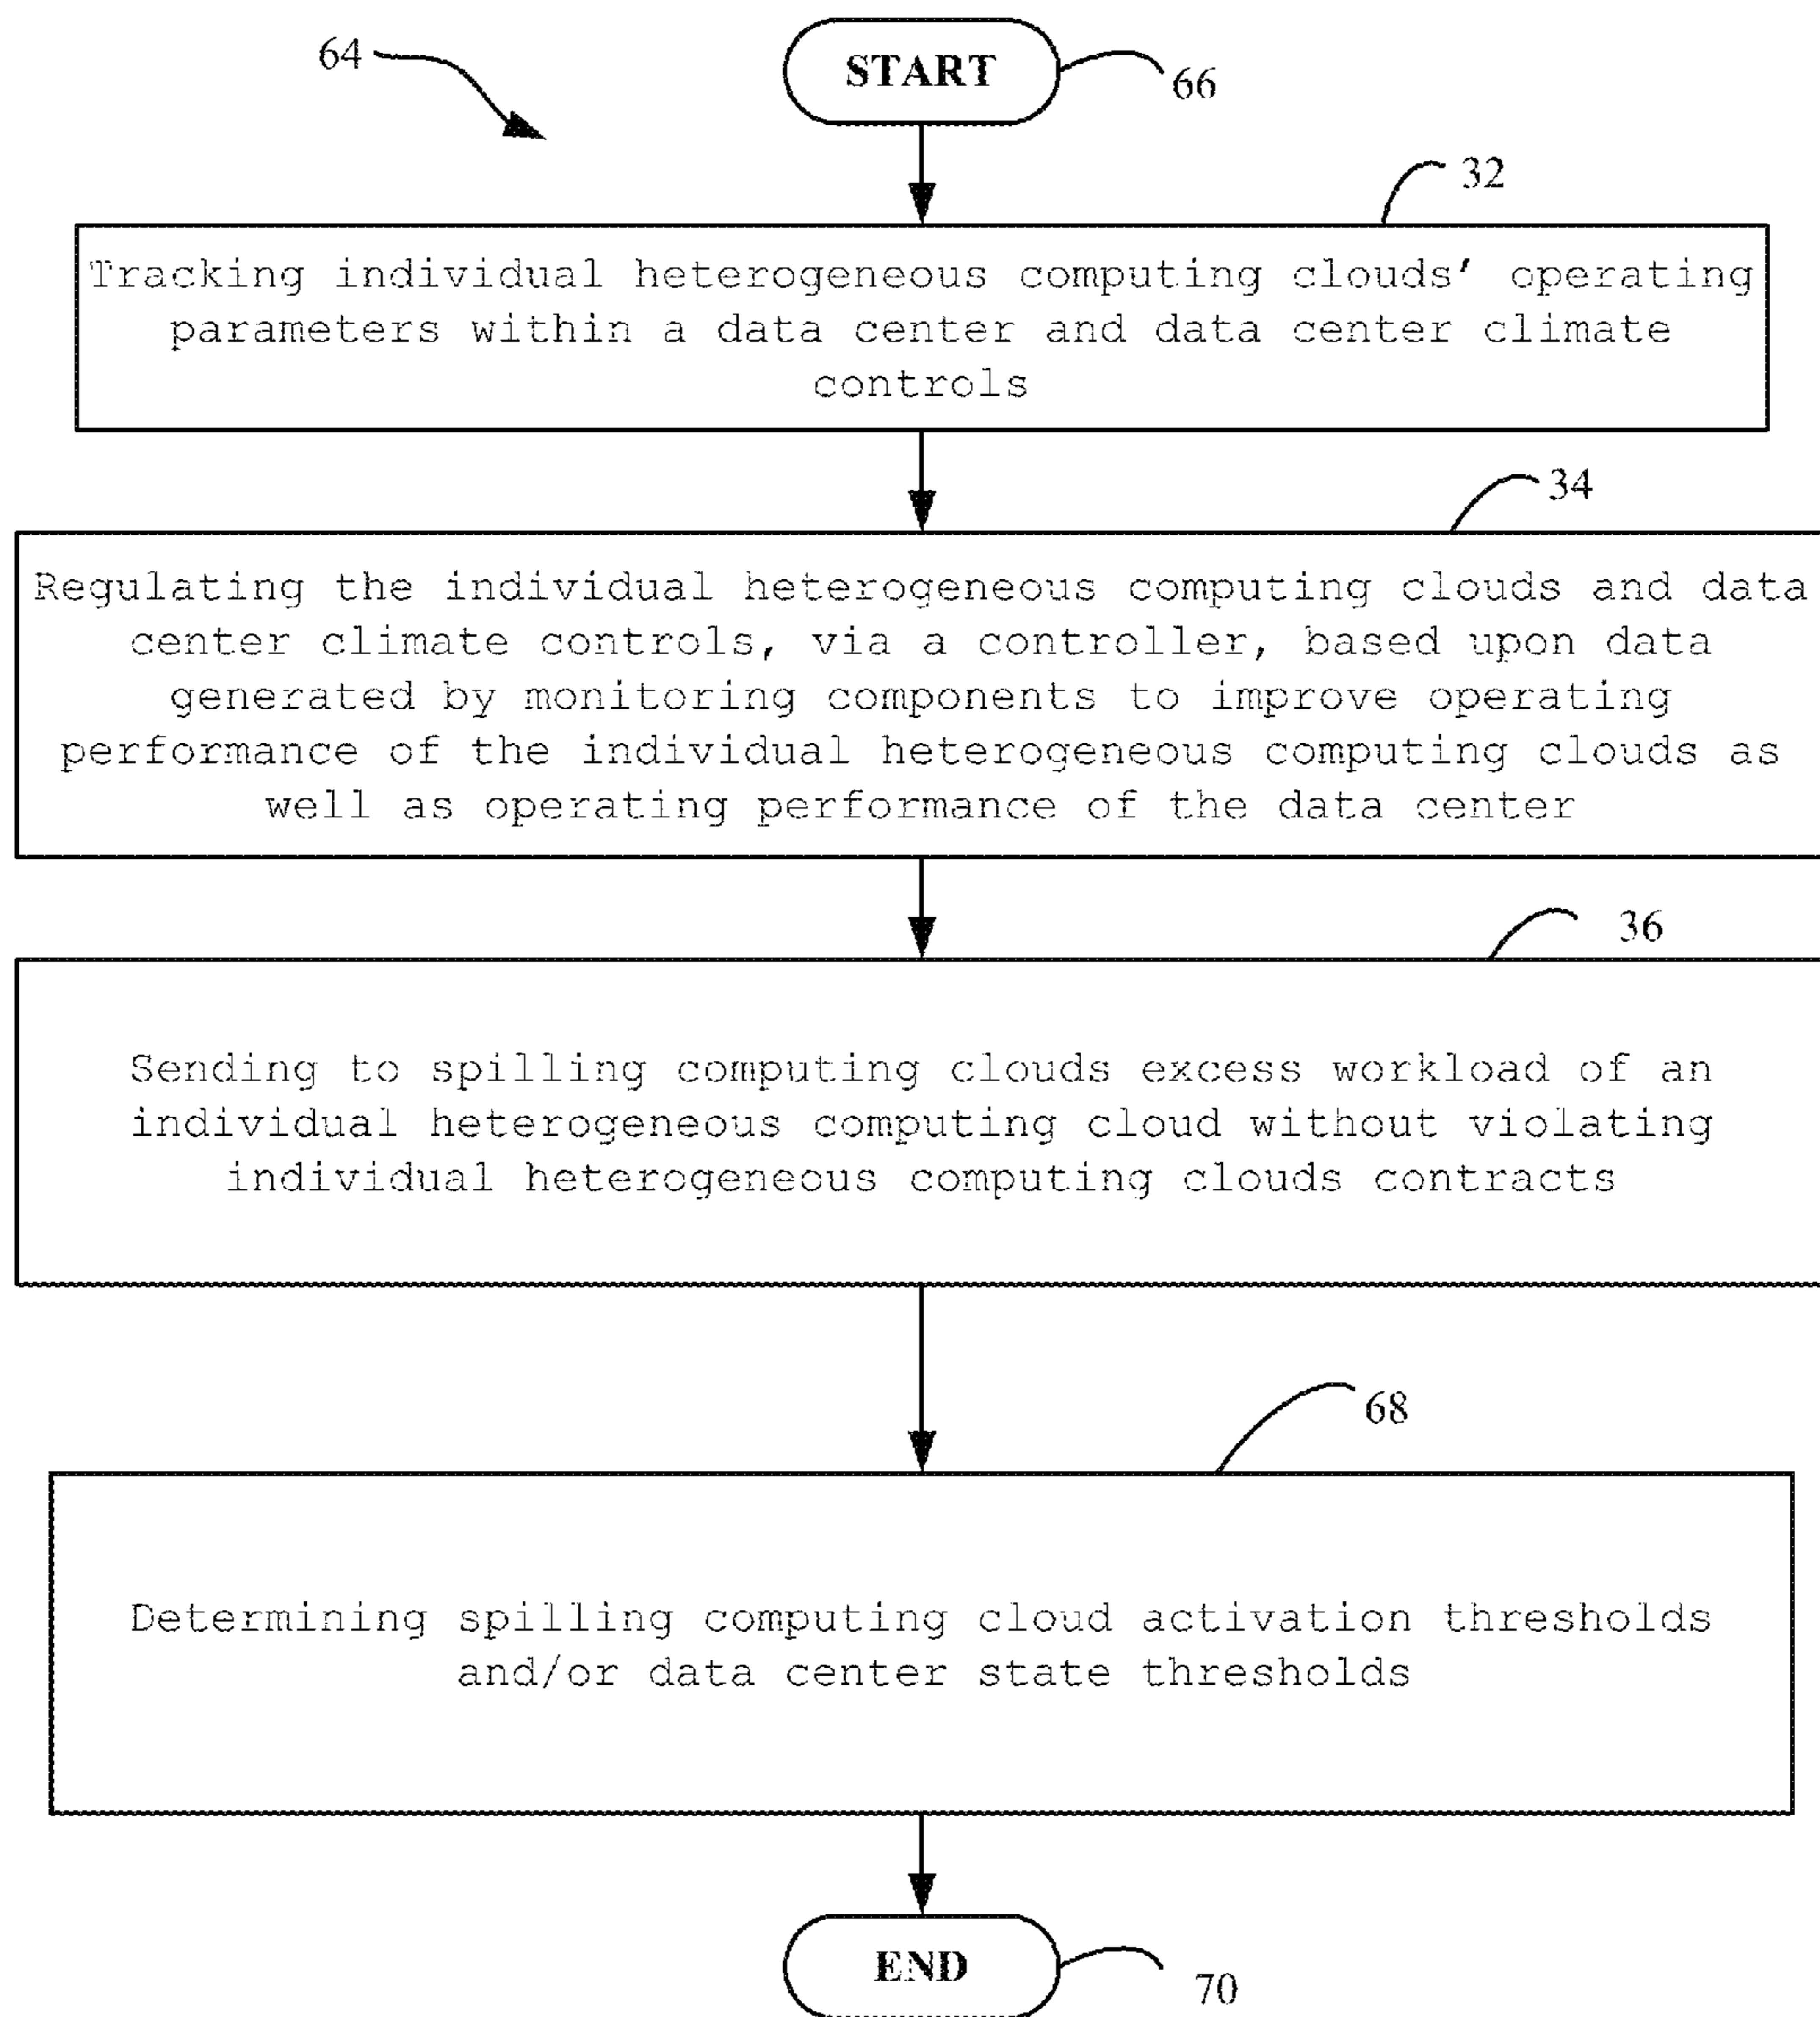 64
START
66
32
Tracking individual heterogeneous computing clouds' operating
parameters within a data center and data center climate
controls
34
Regulating the individual heterogeneous computing clouds and data
center climate controls, via a controller, based upon data
generated by monitoring components to improve operating
performance of the individual heterogeneous computing clouds as
well as operating performance of the data center
36
Sending to spilling computing clouds excess workload of an
individual heterogeneous computing cloud without violating
individual heterogeneous computing clouds contracts
68
Determining spilling computing cloud activation thresholds
and/or data center state thresholds
END
70